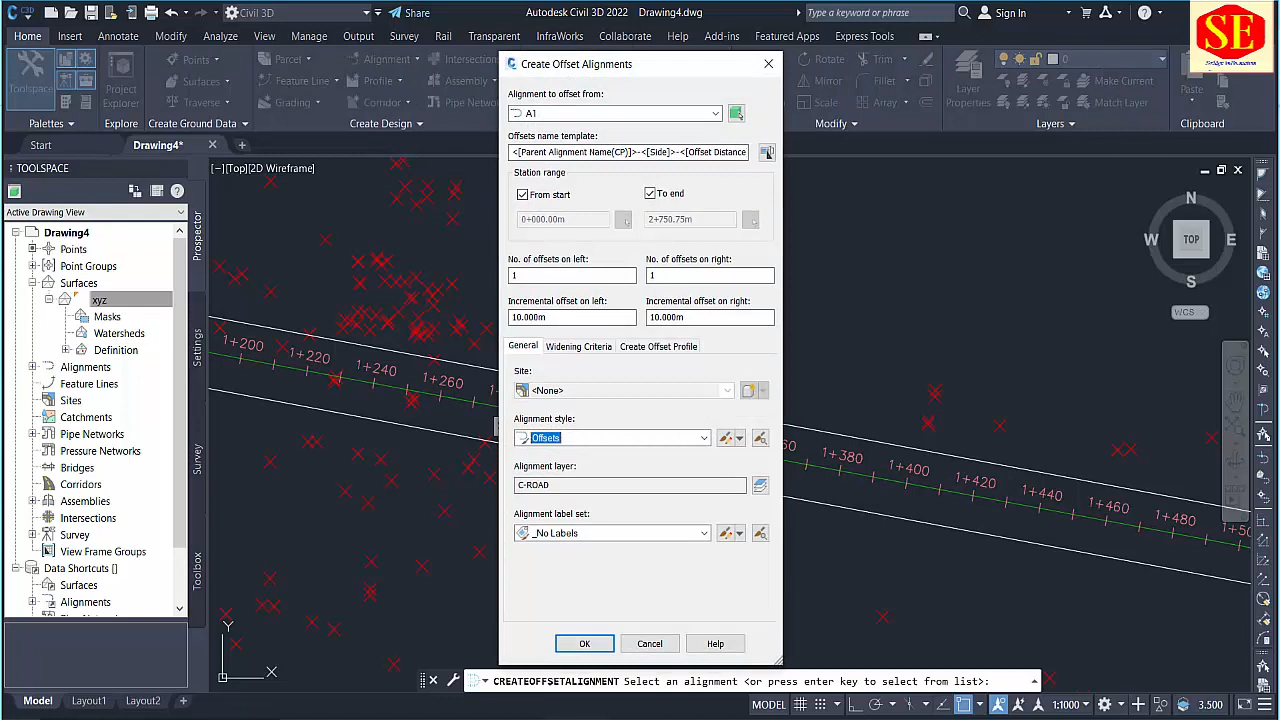 Civil 3D
Share
Autodesk Civil 3D 2022 Drawing4.dwg
Type a keyword or phrase
Sign In
SE
Home Insert Annotate Modify Analyze View Manage Output Survey Rail Transparent InfraWorks Collaborate Help Add-ins Featured Apps Express Tools
Toolspace
Project
Explorer
Points
Surfaces
Traverse
Parcel
Feature Line
Grading
Alignment
Profile
Corridor
Intersections
Assembly
Pipe Network
Move
Mirror
Scale
Trim
Fillet
Array
Layer
Properties
0
Make Current
Match Layer
Paste
Palettes
Create Ground Data
Create Design
Modify
Layers
Clipboard
Start
Drawing4*
TOOLSPACE
Active Drawing View
Drawing4
Points
Point Groups
Surfaces
xyz
Masks
Watersheds
Definition
Alignments
Feature Lines
Sites
Catchments
Pipe Networks
Pressure Networks
Bridges
Corridors
Assemblies
Intersections
Survey
View Frame Groups
Data Shortcuts []
Surfaces
Alignments
Prospector
Settings
Survey
Toolbox
[−][Top][2D Wireframe]
1+200
1+220
1+240
1+260
1+380
1+400
1+420
1+440
1+460
1+480
N
W
TOP
E
S
WCS
Y
X
Create Offset Alignments
Alignment to offset from:
A1
Offsets name template:
<[Parent Alignment Name(CP)]>-<[Side]>-<[Offset Distance
Station range
From start
To end
0+000.00m
2+750.75m
No. of offsets on left:
No. of offsets on right:
1
1
Incremental offset on left:
Incremental offset on right:
10.000m
10.000m
General
Widening Criteria
Create Offset Profile
Site:
<None>
Alignment style:
Offsets
Alignment layer:
C-ROAD
Alignment label set:
_No Labels
OK
Cancel
Help
CREATEOFFSETALIGNMENT Select an alignment <or press enter key to select from list>:
Model
Layout1
Layout2
MODEL
1:1000
3.500